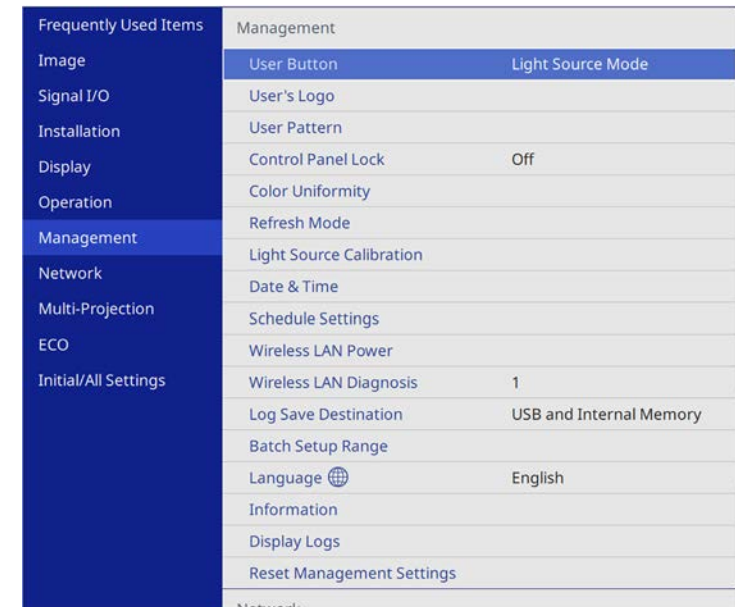 Frequently Used Items
Image
Signal I/O
Installation
Display
Operation
Management
Network
Multi-Projection
ECO
Initial/All Settings
Management
User Button Light Source Mode
User's Logo
User Pattern
Control Panel Lock Off
Color Uniformity
Refresh Mode
Light Source Calibration
Date & Time
Schedule Settings
Wireless LAN Power
Wireless LAN Diagnosis 1
Log Save Destination USB and Internal Memory
Batch Setup Range
Language English
Information
Display Logs
Reset Management Settings
Network